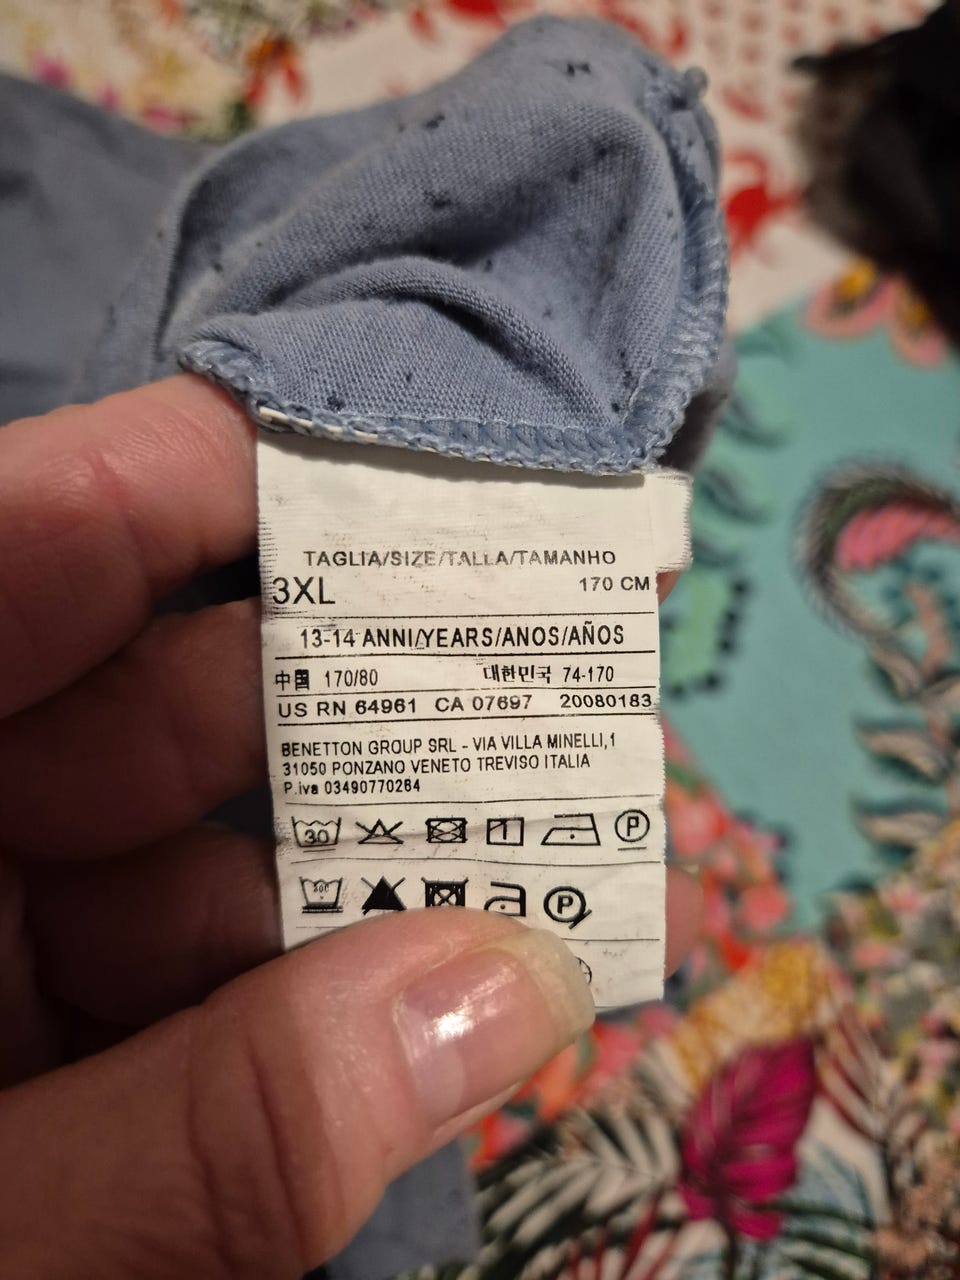 TAGLIA/SIZE/TALLA/TAMANHO
3XL 170 CM
13-14 ANNI/YEARS/ANOS/AÑOS
中国 170/80 대한민국 74-170
US RN 64961 CA 07697 20080183
BENETTON GROUP SRL - VIA VILLA MINELLI,1
31050 PONZANO VENETO TREVISO ITALIA
P.iva 03490770264
30 1 P
P